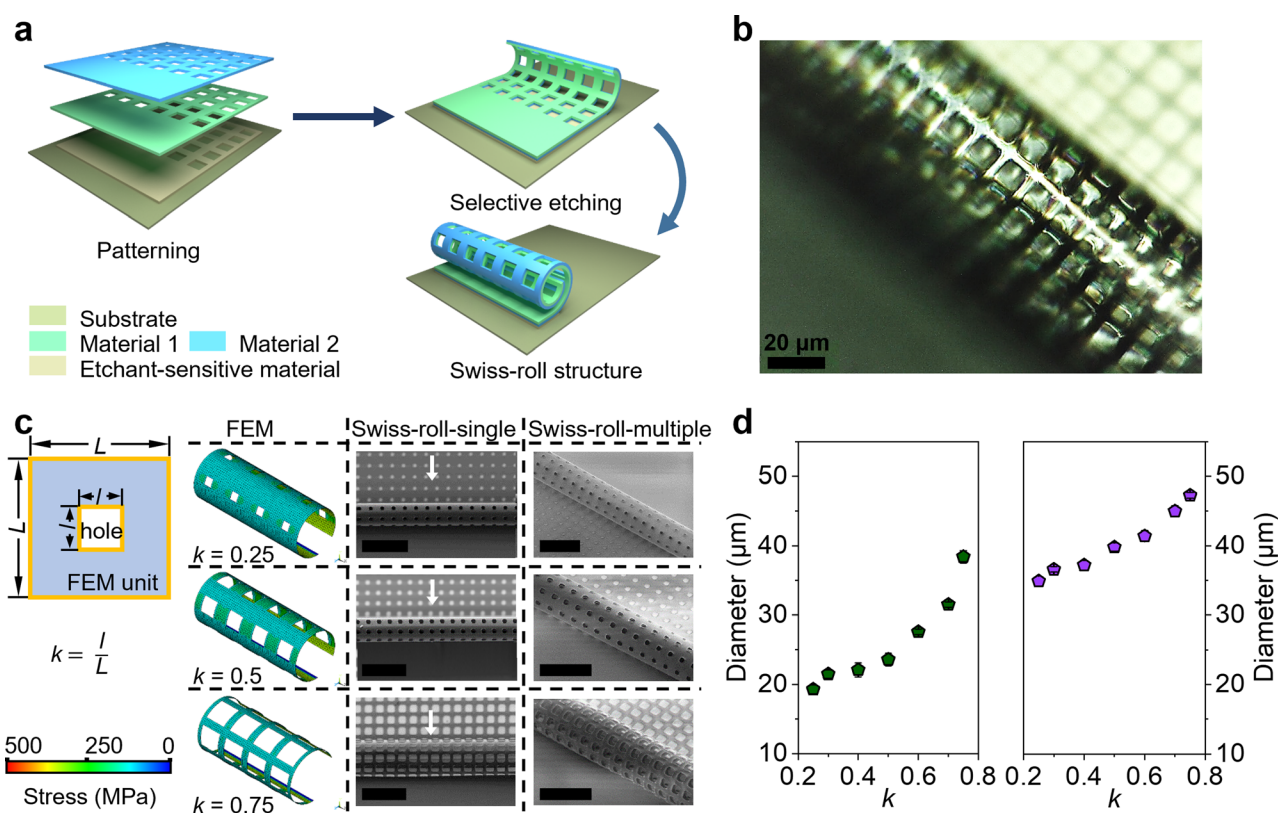 a
Patterning
Selective etching
Swiss-roll structure
Substrate
Material 1 Material 2
Etchant-sensitive material
b
20 μm
c
L
L
l
l
hole
FEM unit
k = l/L
500 250 0
Stress (MPa)
FEM Swiss-roll-single Swiss-roll-multiple
k = 0.25
k = 0.5
k = 0.75
d
Diameter (μm)
50
40
30
20
10
0.2 0.4 0.6 0.8
k
50
40
30
20
10
0.2 0.4 0.6 0.8
k
Diameter (μm)